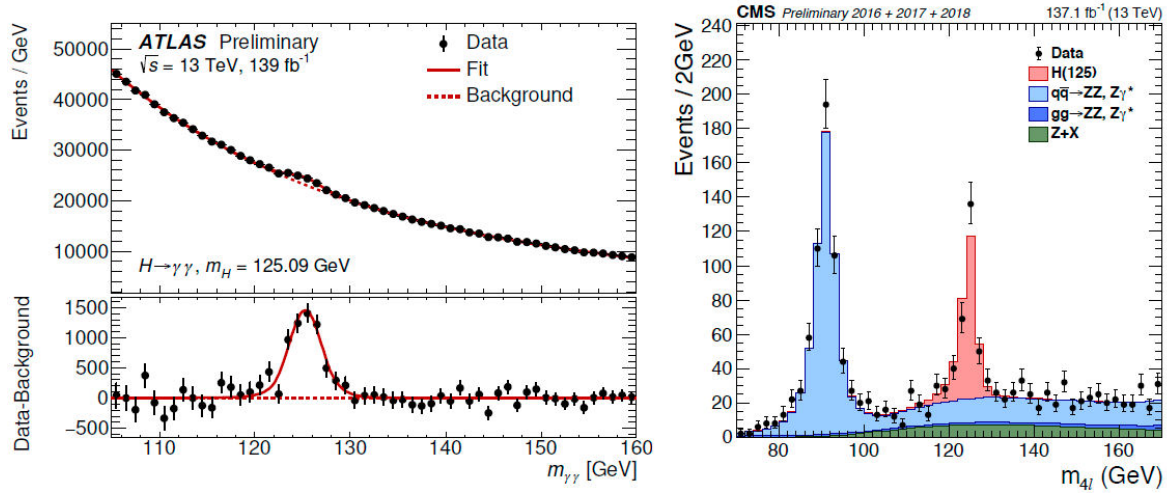 ATLAS Preliminary
√s = 13 TeV, 139 fb⁻¹
Data
Fit
Background
H→γγ, m_H = 125.09 GeV
Events / GeV
50000
40000
30000
20000
10000
Data-Background
1500
1000
500
0
−500
110 120 130 140 150 160
m_γγ [GeV]
CMS Preliminary 2016 + 2017 + 2018 137.1 fb⁻¹ (13 TeV)
Events / 2GeV
240
220
200
180
160
140
120
100
80
60
40
20
0
Data
H(125)
qq̄→ZZ, Zγ*
gg→ZZ, Zγ*
Z+X
80 100 120 140 160
m_4l (GeV)